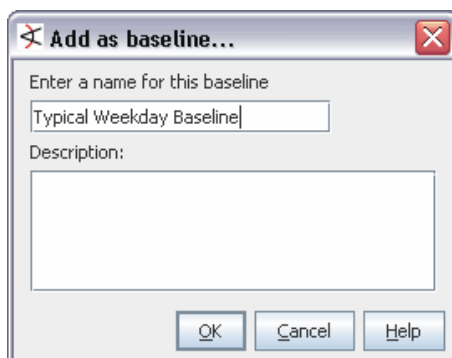 Add as baseline...
Enter a name for this baseline
Typical Weekday Baseline
Description:
OK Cancel Help